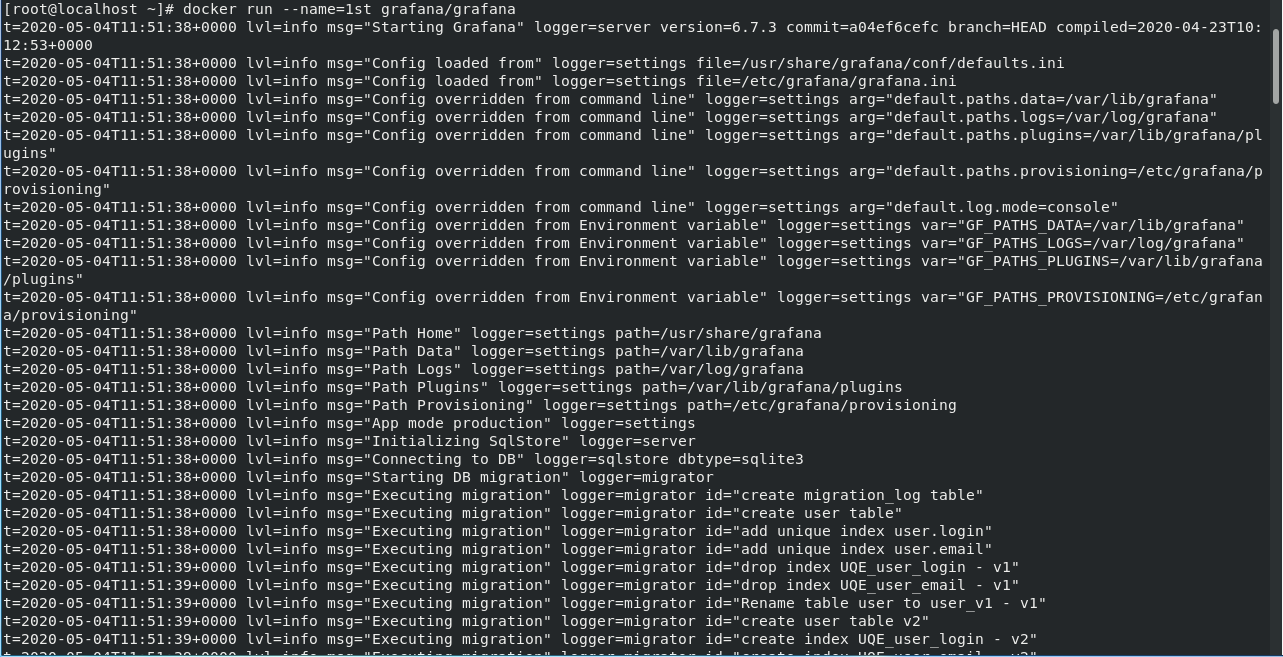 [root@localhost ~]# docker run --name=1st grafana/grafana
t=2020-05-04T11:51:38+0000 lvl=info msg="Starting Grafana" logger=server version=6.7.3 commit=a04ef6cefc branch=HEAD compiled=2020-04-23T10:
12:53+0000
t=2020-05-04T11:51:38+0000 lvl=info msg="Config loaded from" logger=settings file=/usr/share/grafana/conf/defaults.ini
t=2020-05-04T11:51:38+0000 lvl=info msg="Config loaded from" logger=settings file=/etc/grafana/grafana.ini
t=2020-05-04T11:51:38+0000 lvl=info msg="Config overridden from command line" logger=settings arg="default.paths.data=/var/lib/grafana"
t=2020-05-04T11:51:38+0000 lvl=info msg="Config overridden from command line" logger=settings arg="default.paths.logs=/var/log/grafana"
t=2020-05-04T11:51:38+0000 lvl=info msg="Config overridden from command line" logger=settings arg="default.paths.plugins=/var/lib/grafana/pl
ugins"
t=2020-05-04T11:51:38+0000 lvl=info msg="Config overridden from command line" logger=settings arg="default.paths.provisioning=/etc/grafana/p
rovisioning"
t=2020-05-04T11:51:38+0000 lvl=info msg="Config overridden from command line" logger=settings arg="default.log.mode=console"
t=2020-05-04T11:51:38+0000 lvl=info msg="Config overridden from Environment variable" logger=settings var="GF_PATHS_DATA=/var/lib/grafana"
t=2020-05-04T11:51:38+0000 lvl=info msg="Config overridden from Environment variable" logger=settings var="GF_PATHS_LOGS=/var/log/grafana"
t=2020-05-04T11:51:38+0000 lvl=info msg="Config overridden from Environment variable" logger=settings var="GF_PATHS_PLUGINS=/var/lib/grafana
/plugins"
t=2020-05-04T11:51:38+0000 lvl=info msg="Config overridden from Environment variable" logger=settings var="GF_PATHS_PROVISIONING=/etc/grafan
a/provisioning"
t=2020-05-04T11:51:38+0000 lvl=info msg="Path Home" logger=settings path=/usr/share/grafana
t=2020-05-04T11:51:38+0000 lvl=info msg="Path Data" logger=settings path=/var/lib/grafana
t=2020-05-04T11:51:38+0000 lvl=info msg="Path Logs" logger=settings path=/var/log/grafana
t=2020-05-04T11:51:38+0000 lvl=info msg="Path Plugins" logger=settings path=/var/lib/grafana/plugins
t=2020-05-04T11:51:38+0000 lvl=info msg="Path Provisioning" logger=settings path=/etc/grafana/provisioning
t=2020-05-04T11:51:38+0000 lvl=info msg="App mode production" logger=settings
t=2020-05-04T11:51:38+0000 lvl=info msg="Initializing SqlStore" logger=server
t=2020-05-04T11:51:38+0000 lvl=info msg="Connecting to DB" logger=sqlstore dbtype=sqlite3
t=2020-05-04T11:51:38+0000 lvl=info msg="Starting DB migration" logger=migrator
t=2020-05-04T11:51:38+0000 lvl=info msg="Executing migration" logger=migrator id="create migration_log table"
t=2020-05-04T11:51:38+0000 lvl=info msg="Executing migration" logger=migrator id="create user table"
t=2020-05-04T11:51:38+0000 lvl=info msg="Executing migration" logger=migrator id="add unique index user.login"
t=2020-05-04T11:51:38+0000 lvl=info msg="Executing migration" logger=migrator id="add unique index user.email"
t=2020-05-04T11:51:39+0000 lvl=info msg="Executing migration" logger=migrator id="drop index UQE_user_login - v1"
t=2020-05-04T11:51:39+0000 lvl=info msg="Executing migration" logger=migrator id="drop index UQE_user_email - v1"
t=2020-05-04T11:51:39+0000 lvl=info msg="Executing migration" logger=migrator id="Rename table user to user_v1 - v1"
t=2020-05-04T11:51:39+0000 lvl=info msg="Executing migration" logger=migrator id="create user table v2"
t=2020-05-04T11:51:39+0000 lvl=info msg="Executing migration" logger=migrator id="create index UQE_user_login - v2"